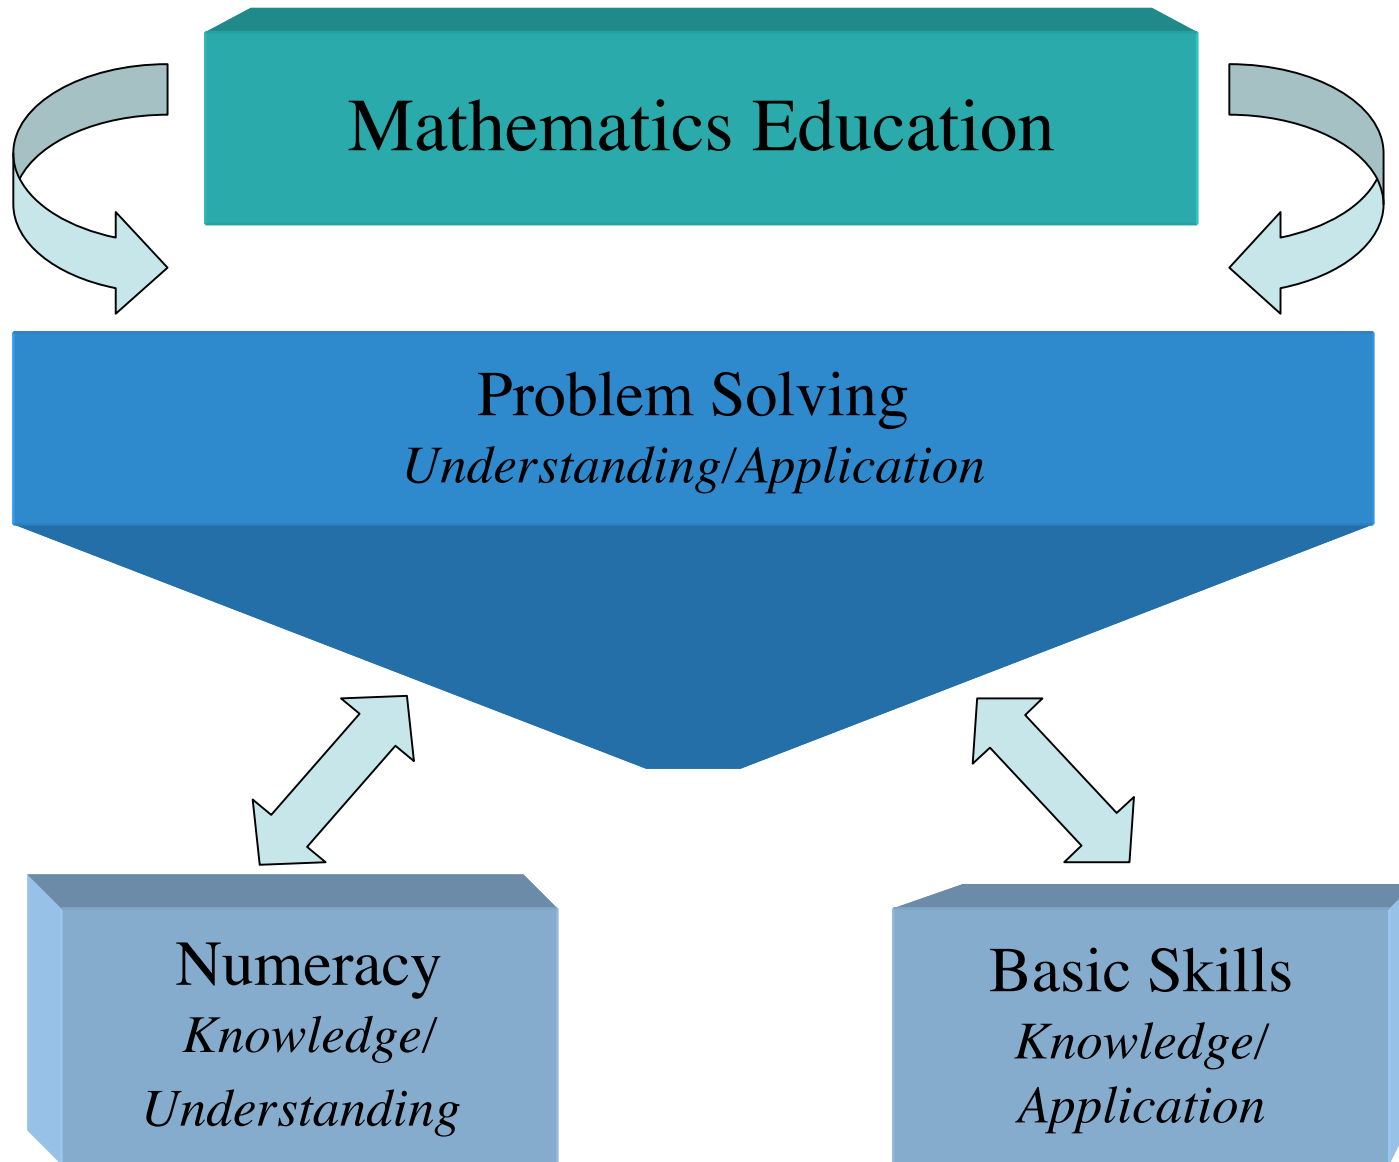 Mathematics Education
Problem Solving
Understanding/Application
Numeracy
Knowledge/
Understanding
Basic Skills
Knowledge/
Application